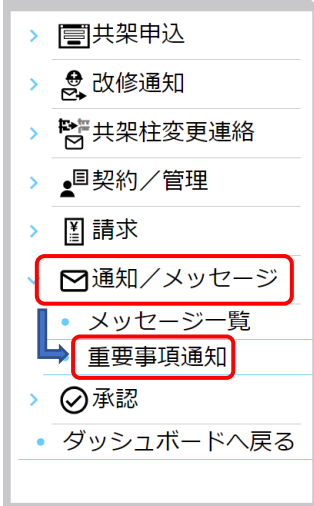 共架申込
改修通知
共架柱変更連絡
契約／管理
請求
通知／メッセージ
メッセージ一覧
重要事項通知
承認
ダッシュボードへ戻る